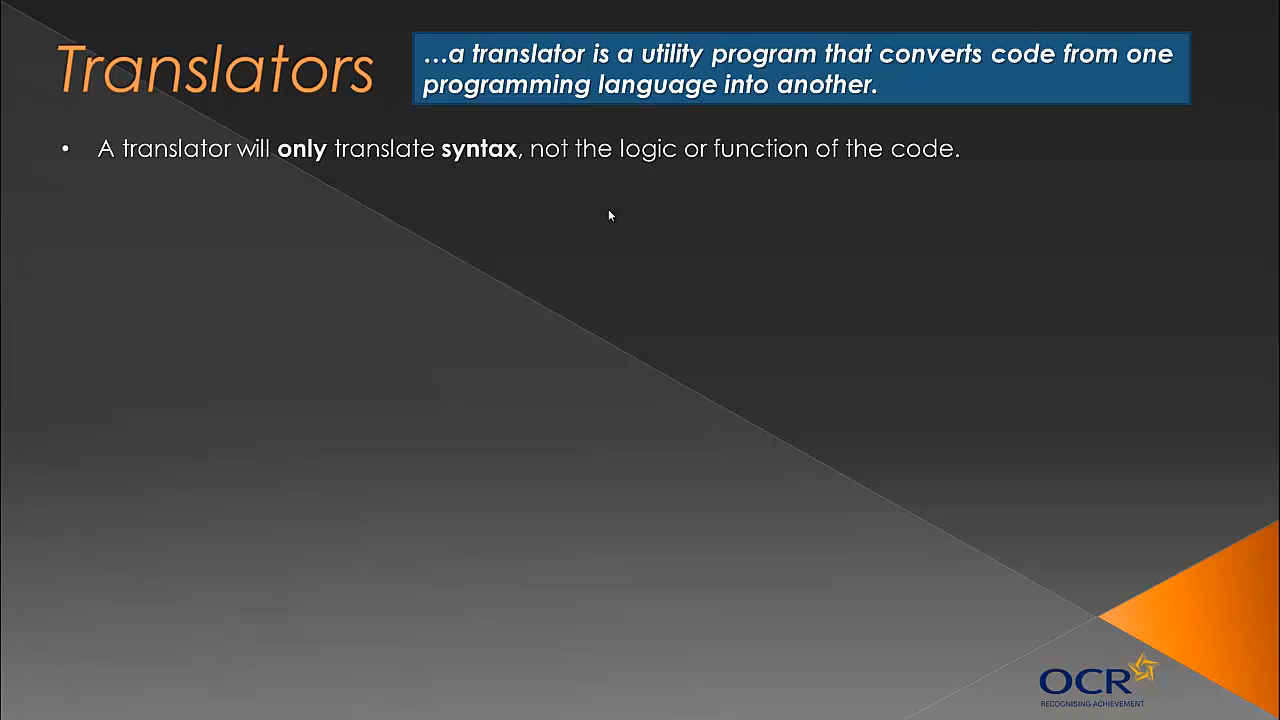 Translators
…a translator is a utility program that converts code from one
programming language into another.
• A translator will only translate syntax, not the logic or function of the code.
OCR
RECOGNISING ACHIEVEMENT